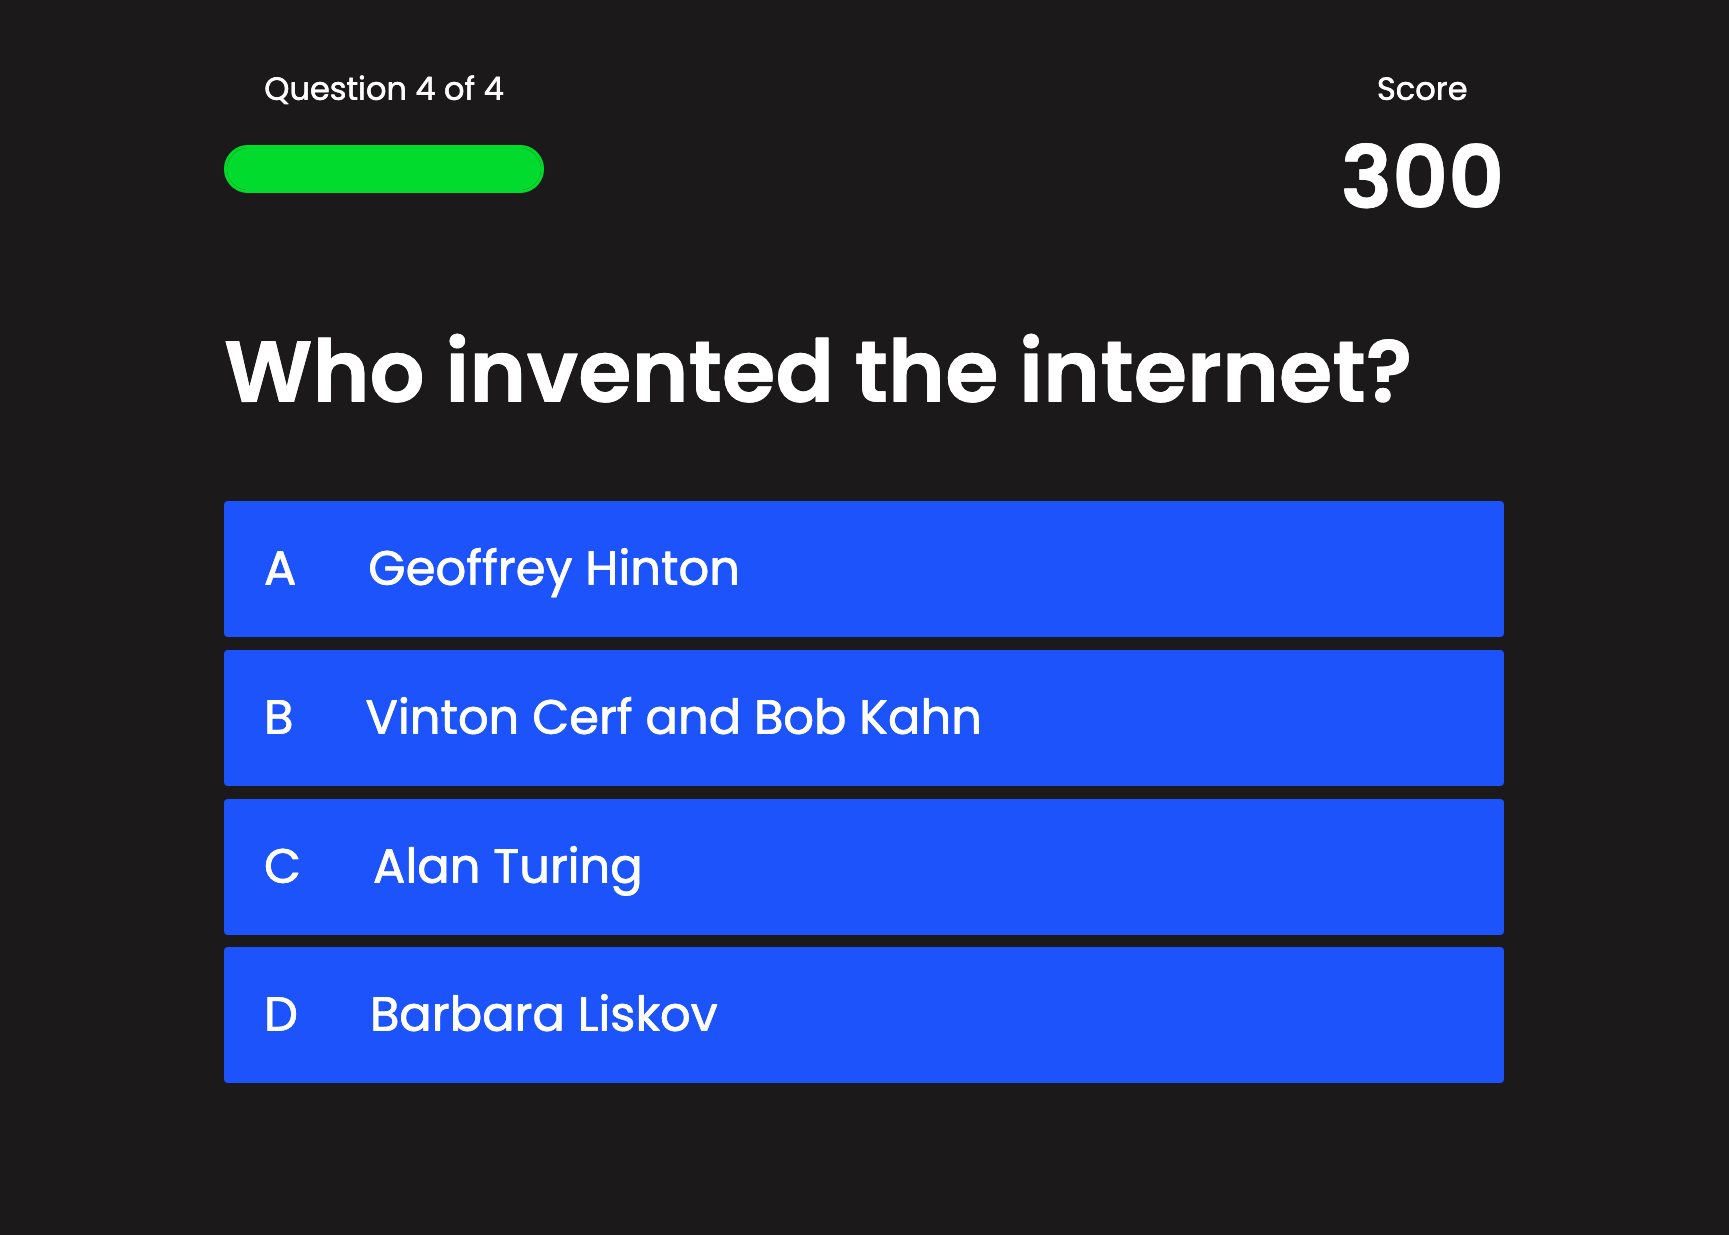 Question 4 of 4
Score
300
Who invented the internet?
A Geoffrey Hinton
B Vinton Cerf and Bob Kahn
C Alan Turing
D Barbara Liskov